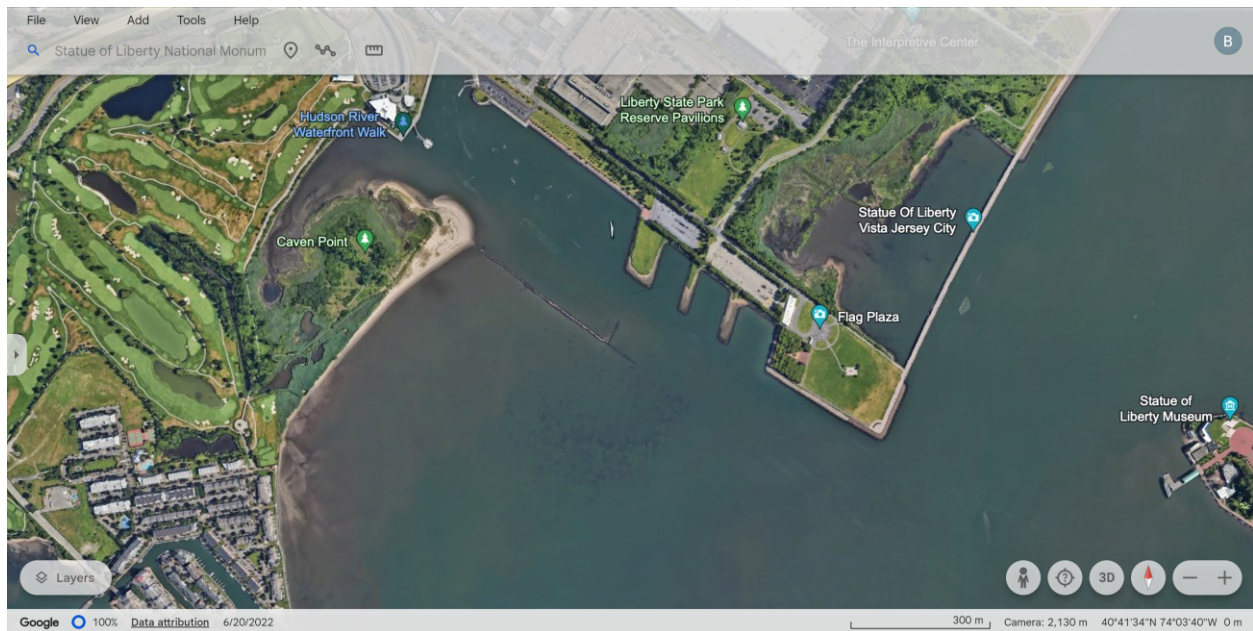 File View Add Tools Help
Statue of Liberty National Monum
The Interpretive Center
B
Hudson River
Waterfront Walk
Liberty State Park
Reserve Pavilions
Caven Point
Statue Of Liberty
Vista Jersey City
Flag Plaza
Statue of
Liberty Museum
Layers
3D
Google 100% Data attribution 6/20/2022 300 m Camera: 2,130 m 40°41'34"N 74°03'40"W 0 m